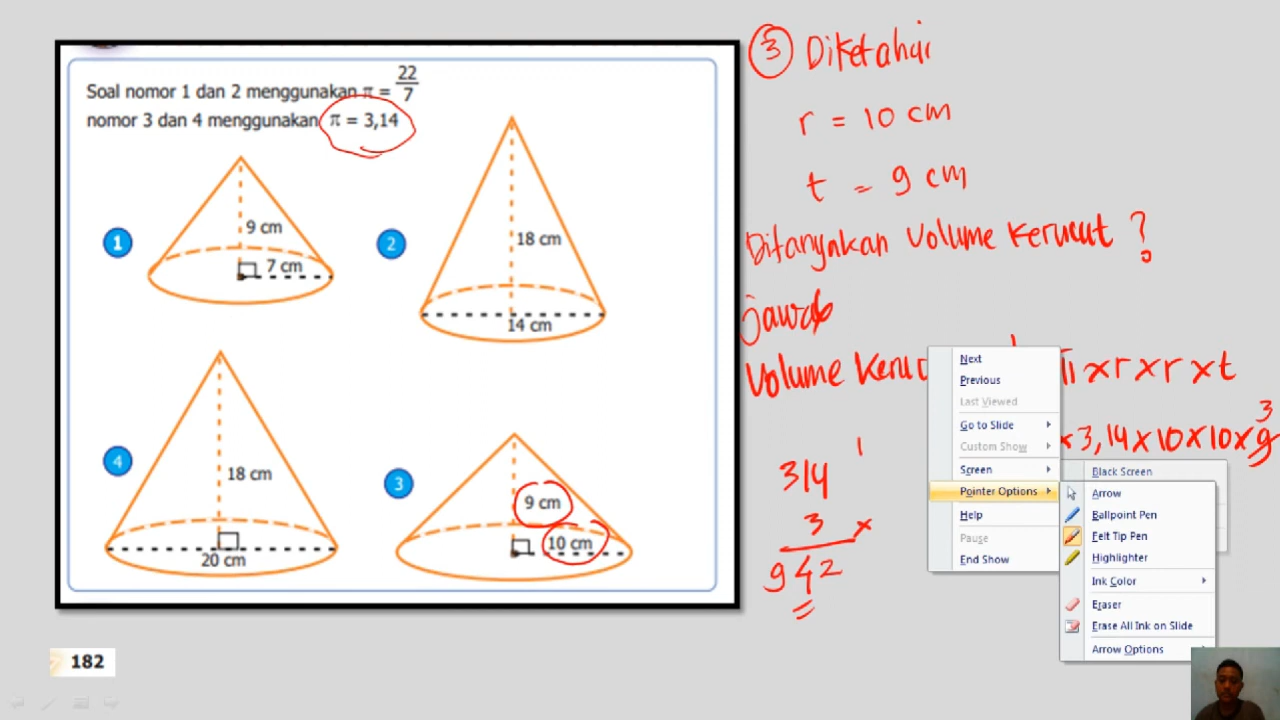 Soal nomor 1 dan 2 menggunakan π = 22/7
nomor 3 dan 4 menggunakan π = 3,14
1
9 cm
7 cm
2
18 cm
14 cm
4
18 cm
20 cm
3
9 cm
10 cm
182
3 Diketahui
r = 10 cm
t = 9 cm
Ditanyakan Volume Kerucut ?
Jawab
Volume Keruc
π x r x r x t
3
x 3,14 x 10 x 10 x 9
1
314
3 x
942
Next
Previous
Last Viewed
Go to Slide
Custom Show
Screen
Pointer Options
Help
Pause
End Show
Black Screen
Arrow
Ballpoint Pen
Felt Tip Pen
Highlighter
Ink Color
Eraser
Erase All Ink on Slide
Arrow Options